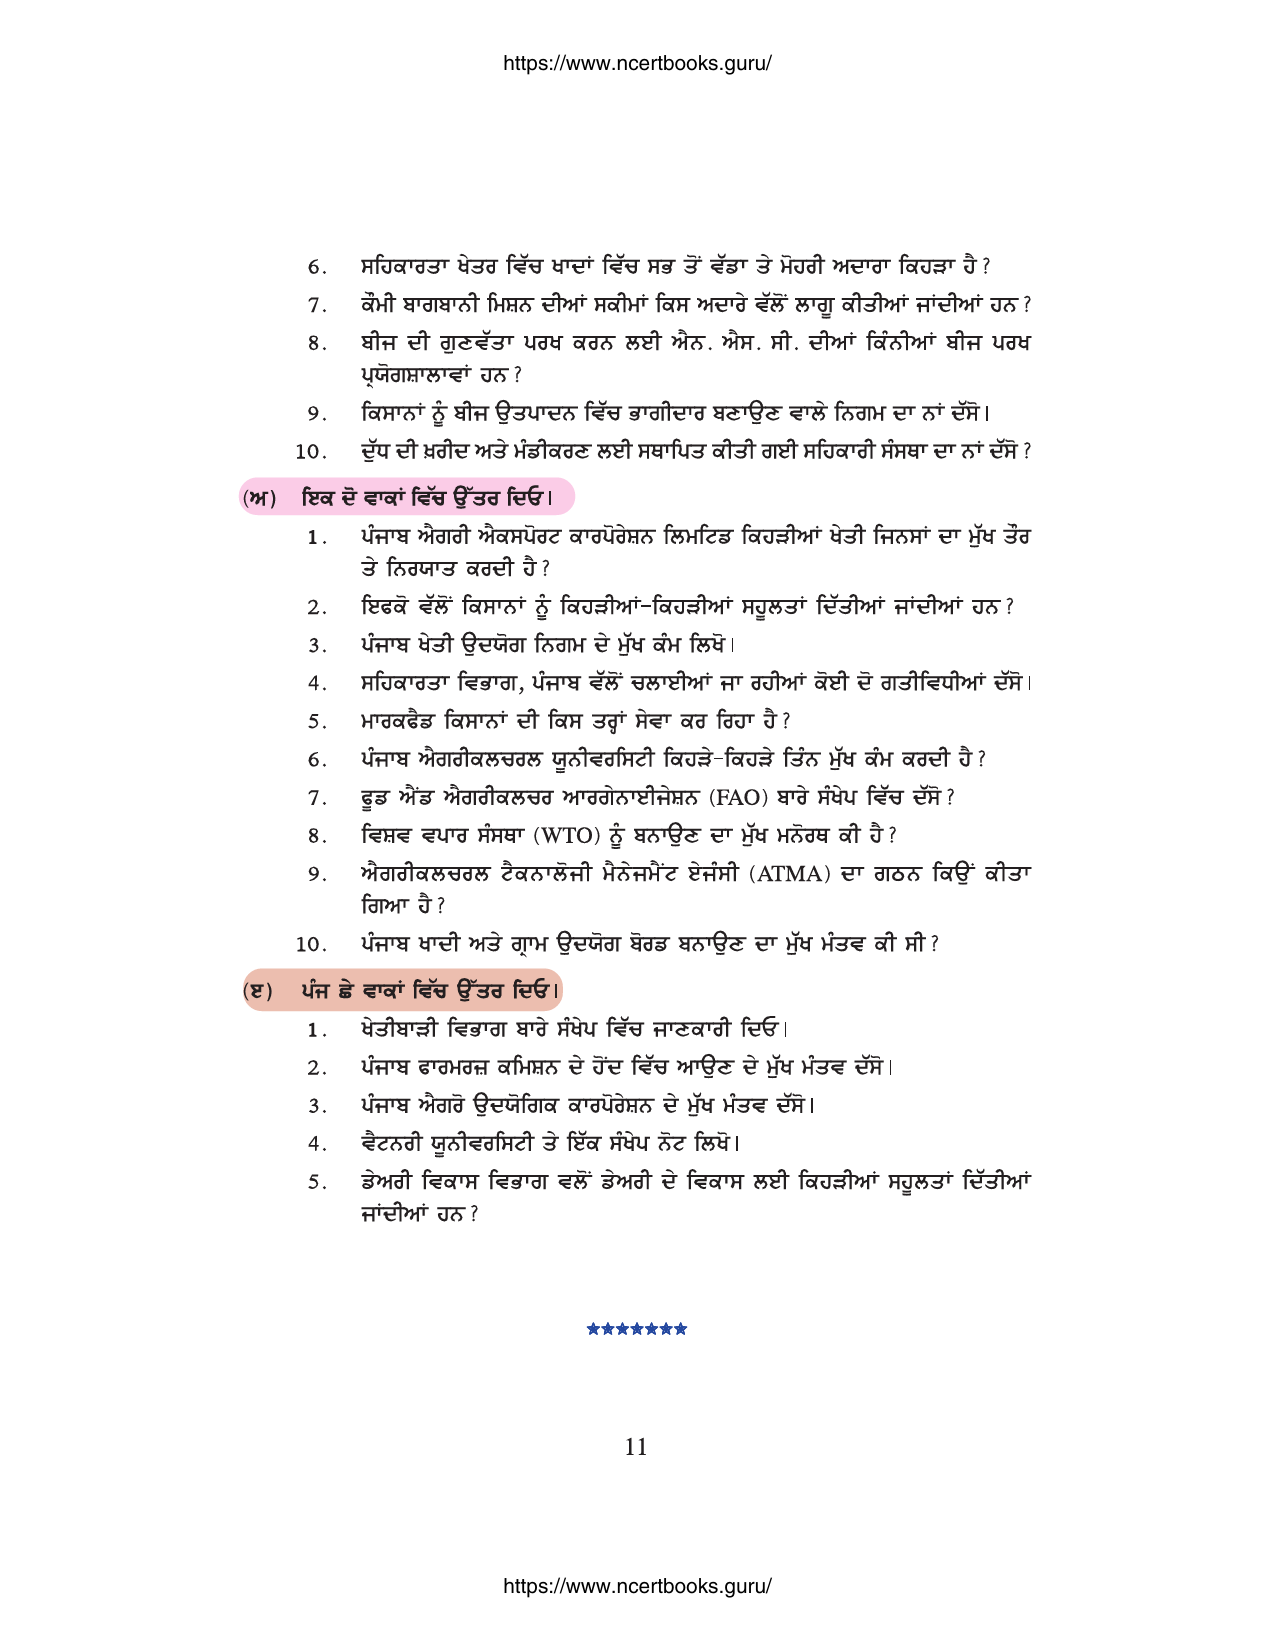 https://www.ncertbooks.guru/
6. ਸਹਿਕਾਰਤਾ ਖੇਤਰ ਵਿੱਚ ਖਾਦਾਂ ਵਿੱਚ ਸਭ ਤੋਂ ਵੱਡਾ ਤੇ ਮੋਹਰੀ ਅਦਾਰਾ ਕਿਹੜਾ ਹੈ ?
7. ਕੌਮੀ ਬਾਗਬਾਨੀ ਮਿਸ਼ਨ ਦੀਆਂ ਸਕੀਮਾਂ ਕਿਸ ਅਦਾਰੇ ਵੱਲੋਂ ਲਾਗੂ ਕੀਤੀਆਂ ਜਾਂਦੀਆਂ ਹਨ ?
8. ਬੀਜ ਦੀ ਗੁਣਵੱਤਾ ਪਰਖ ਕਰਨ ਲਈ ਐਨ. ਐਸ. ਸੀ. ਦੀਆਂ ਕਿੰਨੀਆਂ ਬੀਜ ਪਰਖ
ਪ੍ਰਯੋਗਸ਼ਾਲਾਵਾਂ ਹਨ ?
9. ਕਿਸਾਨਾਂ ਨੂੰ ਬੀਜ ਉਤਪਾਦਨ ਵਿੱਚ ਭਾਗੀਦਾਰ ਬਣਾਉਣ ਵਾਲੇ ਨਿਗਮ ਦਾ ਨਾਂ ਦੱਸੋ।
10. ਦੁੱਧ ਦੀ ਖ਼ਰੀਦ ਅਤੇ ਮੰਡੀਕਰਣ ਲਈ ਸਥਾਪਿਤ ਕੀਤੀ ਗਈ ਸਹਿਕਾਰੀ ਸੰਸਥਾ ਦਾ ਨਾਂ ਦੱਸੋ ?
(ਅ) ਇਕ ਦੋ ਵਾਕਾਂ ਵਿੱਚ ਉੱਤਰ ਦਿਓ।
1. ਪੰਜਾਬ ਐਗਰੀ ਐਕਸਪੋਰਟ ਕਾਰਪੋਰੇਸ਼ਨ ਲਿਮਟਿਡ ਕਿਹੜੀਆਂ ਖੇਤੀ ਜਿਨਸਾਂ ਦਾ ਮੁੱਖ ਤੌਰ
ਤੇ ਨਿਰਯਾਤ ਕਰਦੀ ਹੈ ?
2. ਇਫਕੋ ਵੱਲੋਂ ਕਿਸਾਨਾਂ ਨੂੰ ਕਿਹੜੀਆਂ-ਕਿਹੜੀਆਂ ਸਹੂਲਤਾਂ ਦਿੱਤੀਆਂ ਜਾਂਦੀਆਂ ਹਨ ?
3. ਪੰਜਾਬ ਖੇਤੀ ਉਦਯੋਗ ਨਿਗਮ ਦੇ ਮੁੱਖ ਕੰਮ ਲਿਖੋ।
4. ਸਹਿਕਾਰਤਾ ਵਿਭਾਗ, ਪੰਜਾਬ ਵੱਲੋਂ ਚਲਾਈਆਂ ਜਾ ਰਹੀਆਂ ਕੋਈ ਦੋ ਗਤੀਵਿਧੀਆਂ ਦੱਸੋ।
5. ਮਾਰਕਫੈਡ ਕਿਸਾਨਾਂ ਦੀ ਕਿਸ ਤਰ੍ਹਾਂ ਸੇਵਾ ਕਰ ਰਿਹਾ ਹੈ ?
6. ਪੰਜਾਬ ਐਗਰੀਕਲਚਰਲ ਯੂਨੀਵਰਸਿਟੀ ਕਿਹੜੇ-ਕਿਹੜੇ ਤਿੰਨ ਮੁੱਖ ਕੰਮ ਕਰਦੀ ਹੈ ?
7. ਫੂਡ ਐਂਡ ਐਗਰੀਕਲਚਰ ਆਰਗੇਨਾਈਜੇਸ਼ਨ (FAO) ਬਾਰੇ ਸੰਖੇਪ ਵਿੱਚ ਦੱਸੋ ?
8. ਵਿਸ਼ਵ ਵਪਾਰ ਸੰਸਥਾ (WTO) ਨੂੰ ਬਨਾਉਣ ਦਾ ਮੁੱਖ ਮਨੋਰਥ ਕੀ ਹੈ ?
9. ਐਗਰੀਕਲਚਰਲ ਟੈਕਨਾਲੋਜੀ ਮੈਨੇਜਮੈਂਟ ਏਜੰਸੀ (ATMA) ਦਾ ਗਠਨ ਕਿਉਂ ਕੀਤਾ
ਗਿਆ ਹੈ ?
10. ਪੰਜਾਬ ਖਾਦੀ ਅਤੇ ਗ੍ਰਾਮ ਉਦਯੋਗ ਬੋਰਡ ਬਨਾਉਣ ਦਾ ਮੁੱਖ ਮੰਤਵ ਕੀ ਸੀ ?
(ੲ) ਪੰਜ ਛੇ ਵਾਕਾਂ ਵਿੱਚ ਉੱਤਰ ਦਿਓ।
1. ਖੇਤੀਬਾੜੀ ਵਿਭਾਗ ਬਾਰੇ ਸੰਖੇਪ ਵਿੱਚ ਜਾਣਕਾਰੀ ਦਿਓ।
2. ਪੰਜਾਬ ਫਾਰਮਰਜ਼ ਕਮਿਸ਼ਨ ਦੇ ਹੋਂਦ ਵਿੱਚ ਆਉਣ ਦੇ ਮੁੱਖ ਮੰਤਵ ਦੱਸੋ।
3. ਪੰਜਾਬ ਐਗਰੋ ਉਦਯੋਗਿਕ ਕਾਰਪੋਰੇਸ਼ਨ ਦੇ ਮੁੱਖ ਮੰਤਵ ਦੱਸੋ।
4. ਵੈਟਨਰੀ ਯੂਨੀਵਰਸਿਟੀ ਤੇ ਇੱਕ ਸੰਖੇਪ ਨੋਟ ਲਿਖੋ।
5. ਡੇਅਰੀ ਵਿਕਾਸ ਵਿਭਾਗ ਵਲੋਂ ਡੇਅਰੀ ਦੇ ਵਿਕਾਸ ਲਈ ਕਿਹੜੀਆਂ ਸਹੂਲਤਾਂ ਦਿੱਤੀਆਂ
ਜਾਂਦੀਆਂ ਹਨ ?
★★★★★★★
11
https://www.ncertbooks.guru/